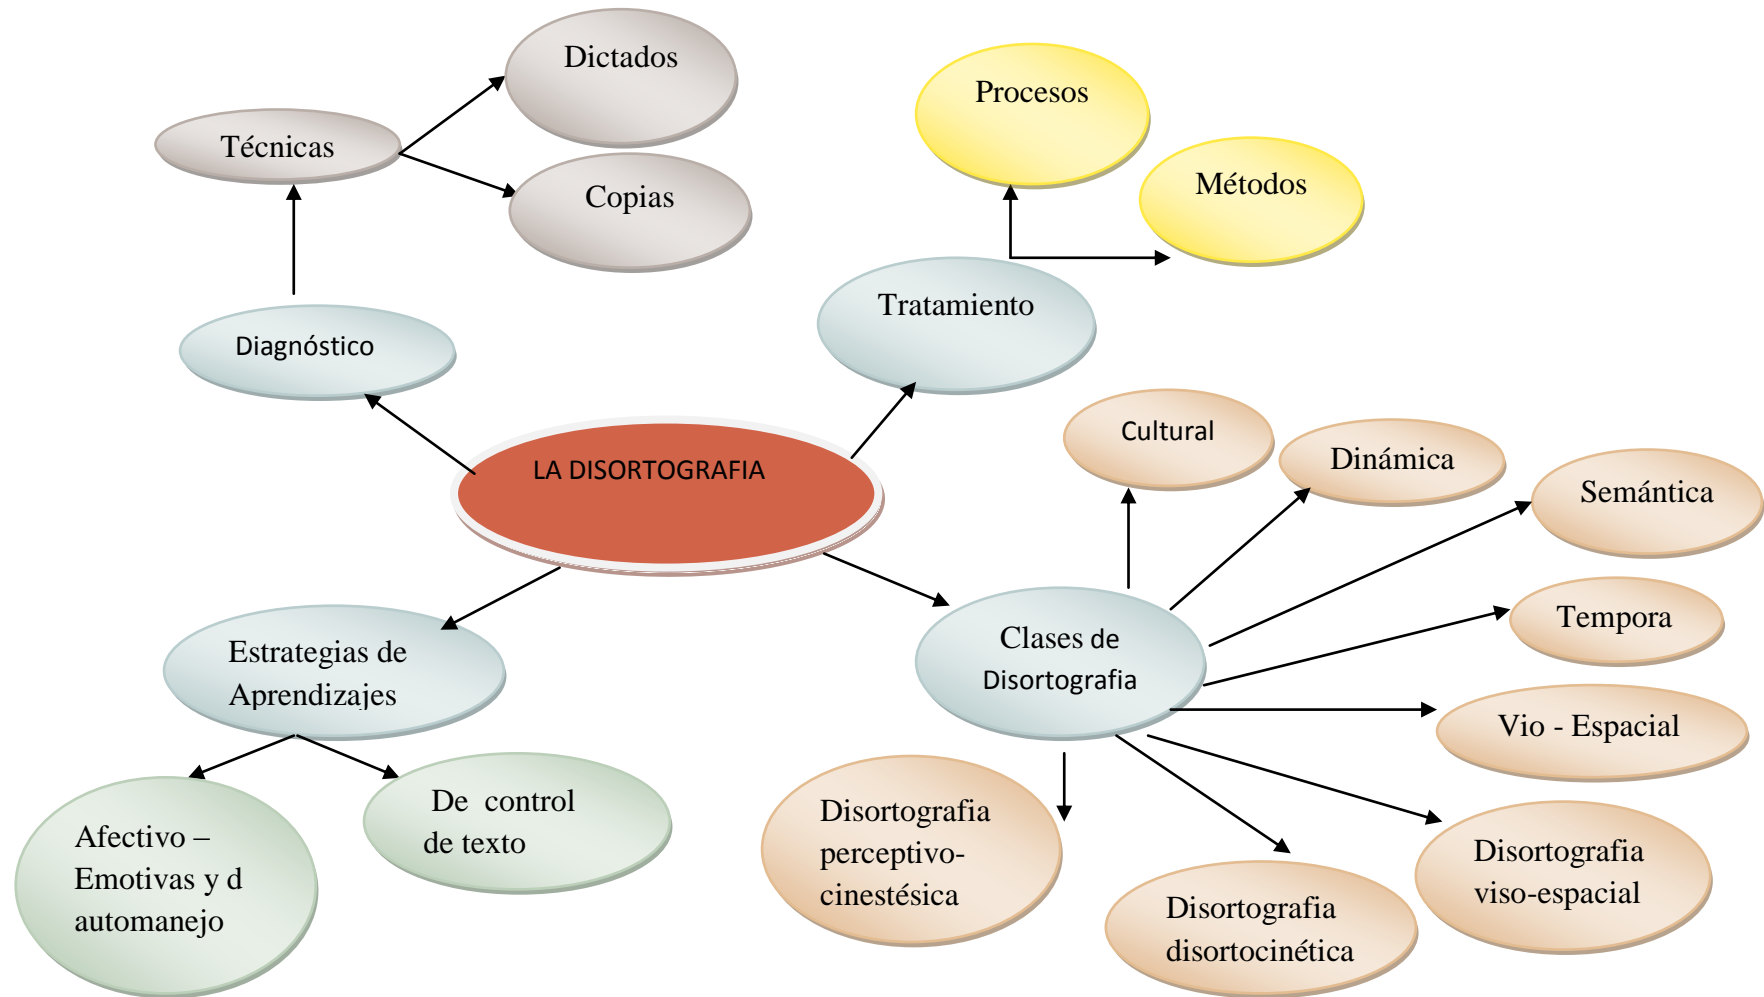 Dictados
Procesos
Técnicas
Métodos
Copias
Tratamiento
Diagnóstico
Cultural
Dinámica
LA DISORTOGRAFIA
Semántica
Tempora
Clases de
Disortografia
Estrategias de
Aprendizajes
Vio - Espacial
De control
de texto
Disortografia
perceptivo-
cinestésica
Afectivo –
Emotivas y d
automanejo
Disortografia
viso-espacial
Disortografia
disortocinética